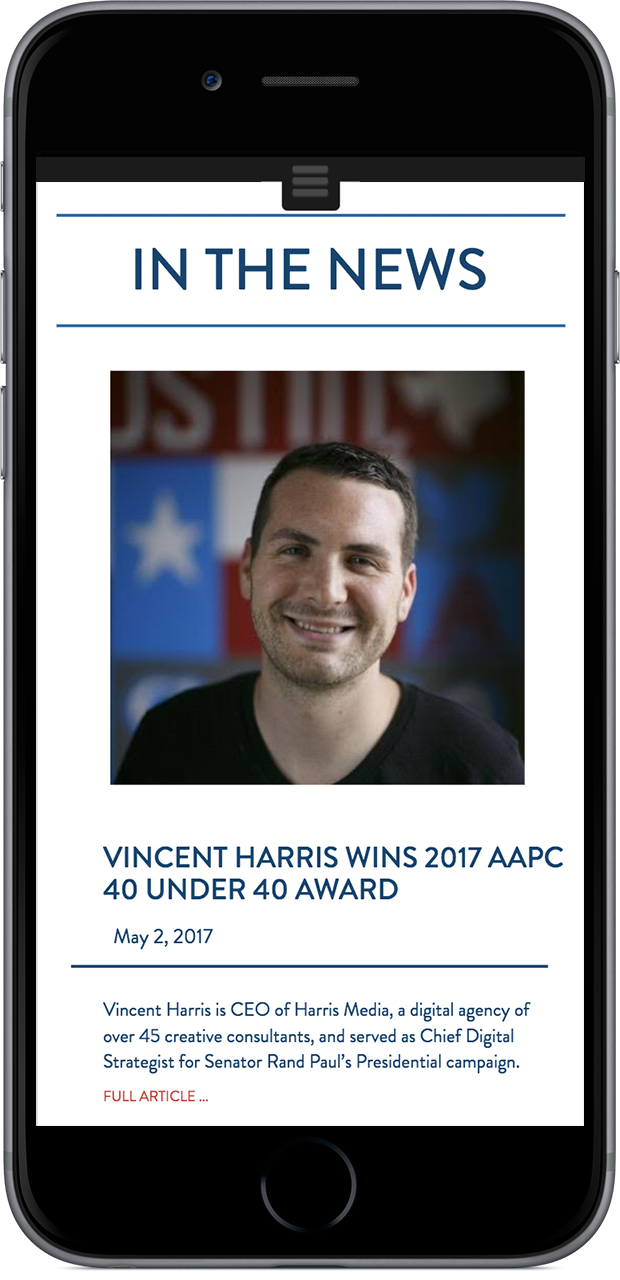 IN THE NEWS
VINCENT HARRIS WINS 2017 AAPC
40 UNDER 40 AWARD
May 2, 2017
Vincent Harris is CEO of Harris Media, a digital agency of
over 45 creative consultants, and served as Chief Digital
Strategist for Senator Rand Paul’s Presidential campaign.
FULL ARTICLE ...